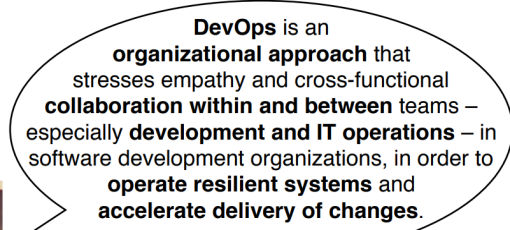 DevOps is an
organizational approach that
stresses empathy and cross-functional
collaboration within and between teams –
especially development and IT operations – in
software development organizations, in order to
operate resilient systems and
accelerate delivery of changes.